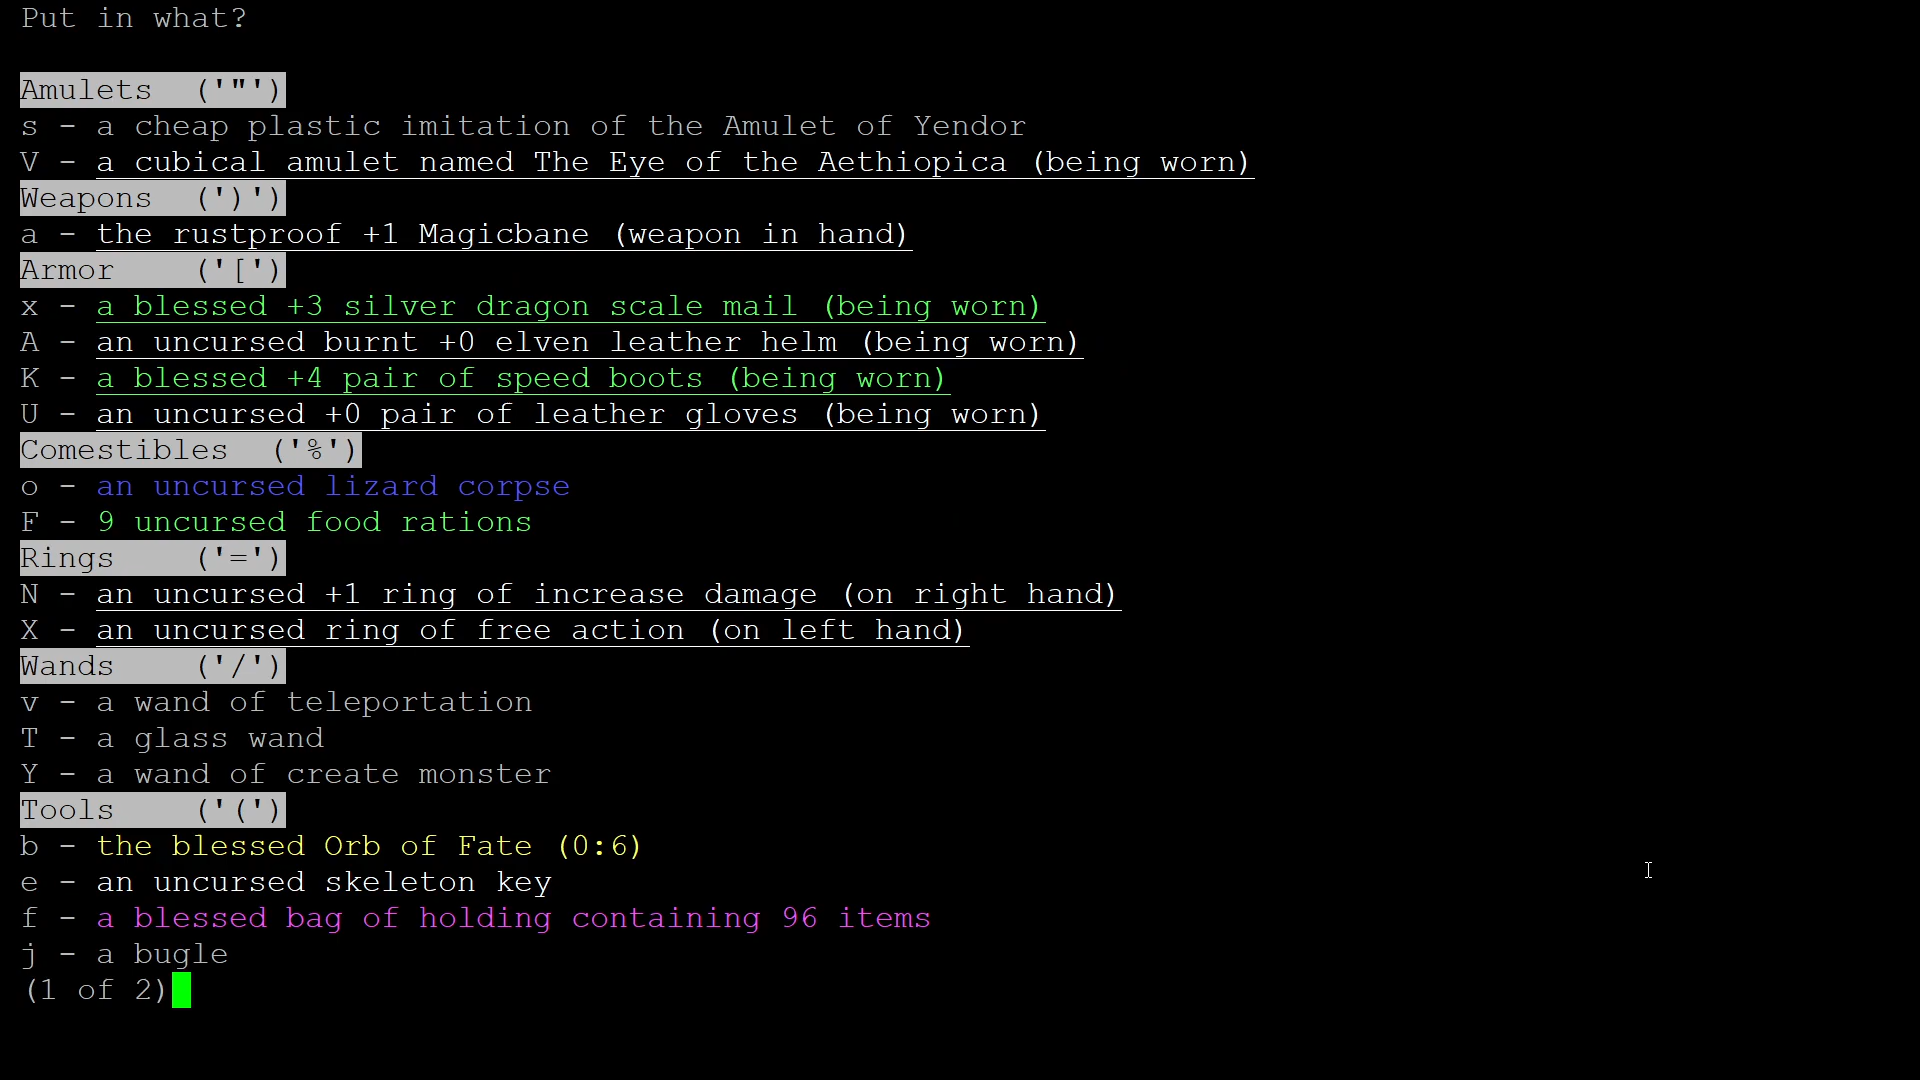 Put in what?
Amulets  ('"')
s - a cheap plastic imitation of the Amulet of Yendor
V - a cubical amulet named The Eye of the Aethiopica (being worn)
Weapons  (')')
a - the rustproof +1 Magicbane (weapon in hand)
Armor    ('[')
x - a blessed +3 silver dragon scale mail (being worn)
A - an uncursed burnt +0 elven leather helm (being worn)
K - a blessed +4 pair of speed boots (being worn)
U - an uncursed +0 pair of leather gloves (being worn)
Comestibles  ('%')
o - an uncursed lizard corpse
F - 9 uncursed food rations
Rings    ('=')
N - an uncursed +1 ring of increase damage (on right hand)
X - an uncursed ring of free action (on left hand)
Wands    ('/')
v - a wand of teleportation
T - a glass wand
Y - a wand of create monster
Tools    ('(')
b - the blessed Orb of Fate (0:6)
e - an uncursed skeleton key
f - a blessed bag of holding containing 96 items
j - a bugle
(1 of 2)